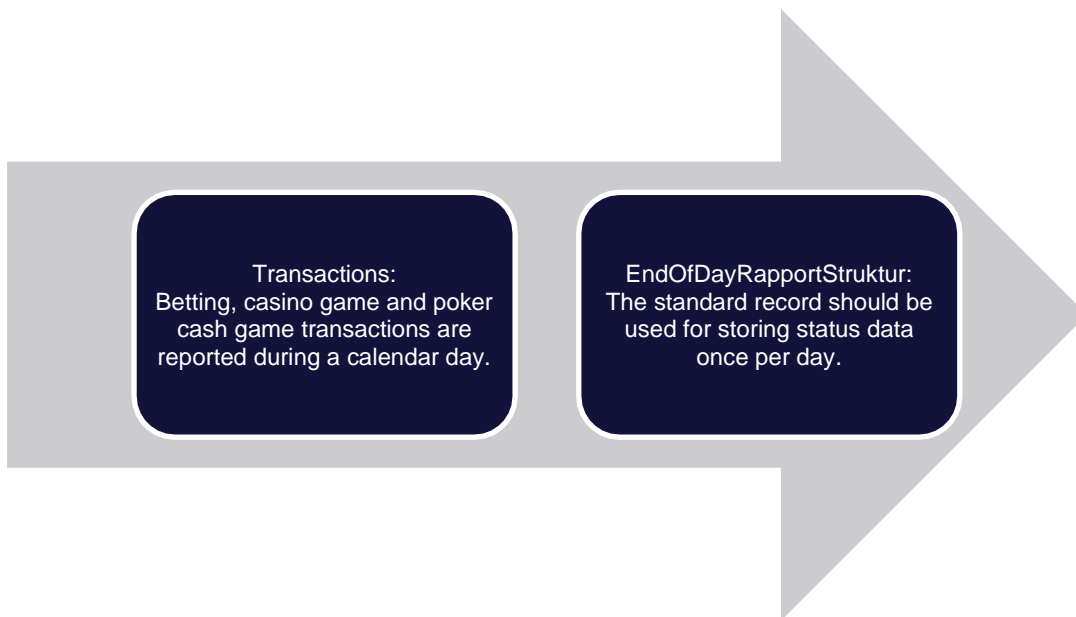 Transactions:
Betting, casino game and poker
cash game transactions are
reported during a calendar day.
EndOfDayRapportStruktur:
The standard record should be
used for storing status data
once per day.